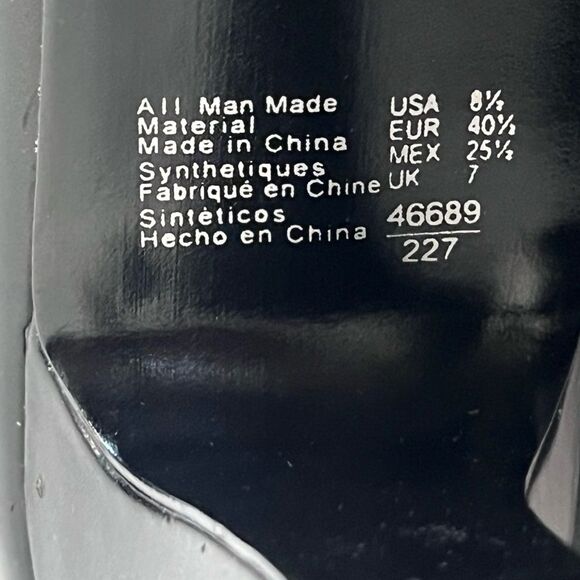 All Man Made
Material
Made in China
Synthetiques
Fabriqué en Chine
Sintéticos
Hecho en China
USA 8½
EUR 40½
MEX 25½
UK 7
46689
227